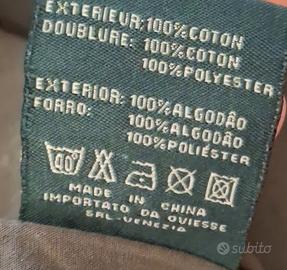 EXTERIEUR: 100%COTON
DOUBLURE: 100%COTON
100%POLYESTER
EXTERIOR: 100%ALGODÃO
FORRO: 100%ALGODÃO
100%POLIÉSTER
40°
MADE IN CHINA
IMPORTATO DA OVIESSE
SRL-VENEZIA
subito